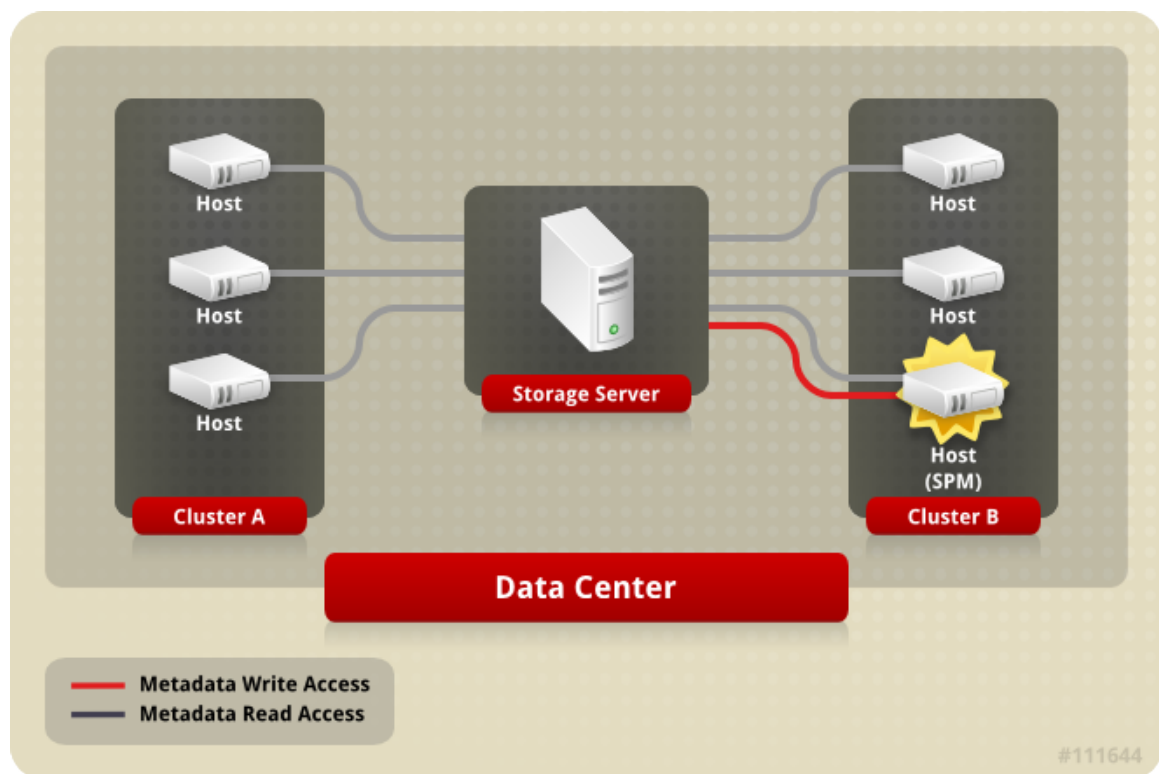 Host
Host
Host
Cluster A
Storage Server
Host
Host
Host
(SPM)
Cluster B
Data Center
Metadata Write Access
Metadata Read Access
#111644